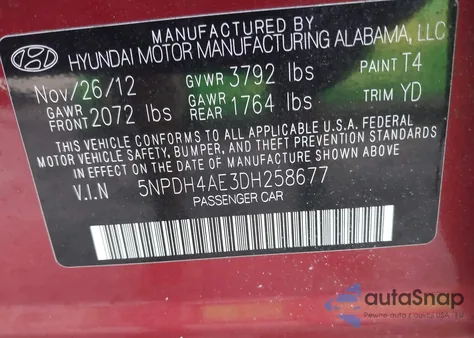 MANUFACTURED BY
HYUNDAI MOTOR MANUFACTURING ALABAMA, LLC
Nov/26/12 GVWR 3792 lbs PAINT T4
GAWR FRONT 2072 lbs GAWR REAR 1764 lbs TRIM YD
THIS VEHICLE CONFORMS TO ALL APPLICABLE U.S.A. FEDERAL
MOTOR VEHICLE SAFETY, BUMPER, AND THEFT PREVENTION STANDARDS
IN EFFECT ON THE DATE OF MANUFACTURE SHOWN ABOVE
V.I.N 5NPDH4AE3DH258677
PASSENGER CAR
autoSnap